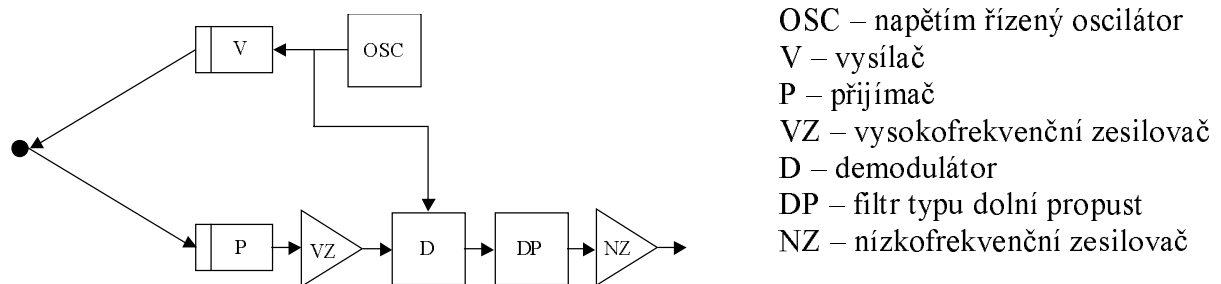 V
OSC
P
VZ
D
DP
NZ
OSC – napětím řízený oscilátor
V – vysílač
P – přijímač
VZ – vysokofrekvenční zesilovač
D – demodulátor
DP – filtr typu dolní propust
NZ – nízkofrekvenční zesilovač